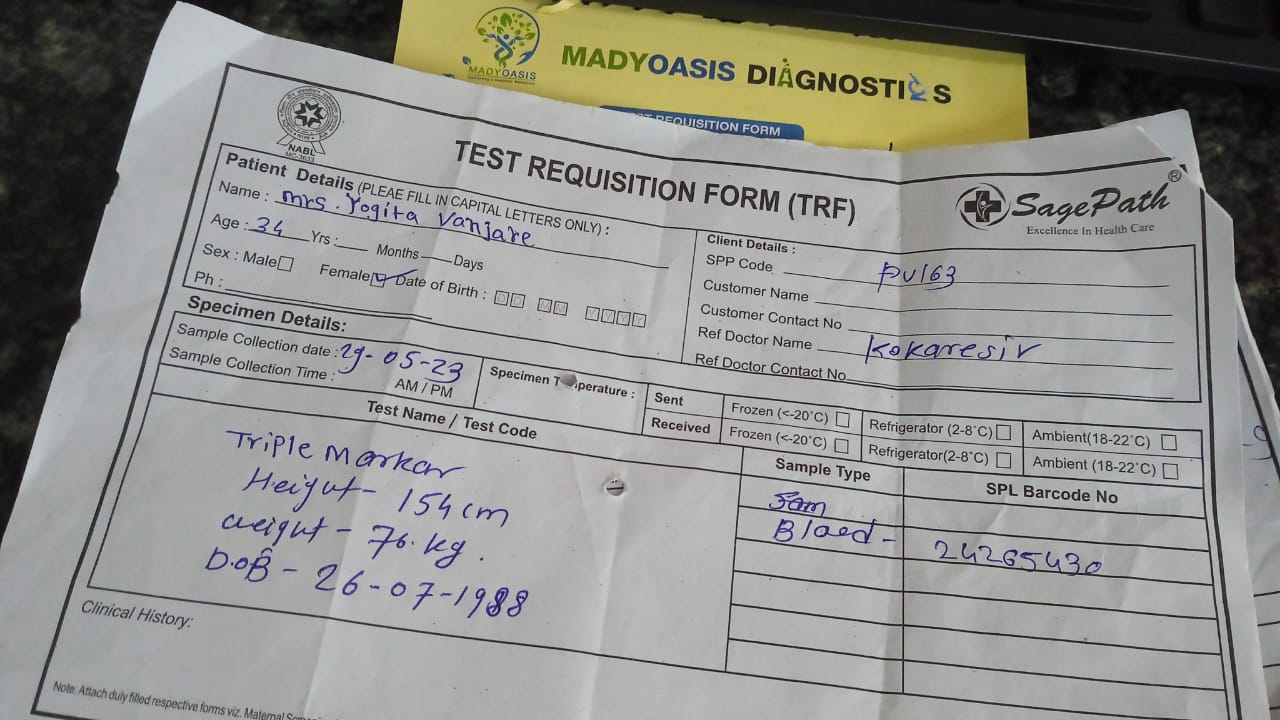 MADYOASIS
MADYOASIS DIAGNOSTICS
REQUISITION FORM
NABL
MC-3633
TEST REQUISITION FORM (TRF)
SagePath®
Excellence In Health Care
Patient Details (PLEAE FILL IN CAPITAL LETTERS ONLY) :
Name : mrs. Yogita Vanjare
Age : 34 Yrs : Months Days
Sex : Male Female Date of Birth : D D M M Y Y Y Y
Ph :
Client Details :
SPP Code PU163
Customer Name
Customer Contact No
Ref Doctor Name Kokaresir
Ref Doctor Contact No
Specimen Details:
Sample Collection date : 29-05-23
Sample Collection Time : AM / PM
Specimen Temperature :
Sent Frozen (<-20°C) Refrigerator (2-8°C) Ambient(18-22°C)
Received Frozen (<-20°C) Refrigerator(2-8°C) Ambient (18-22°C)
Test Name / Test Code
Sample Type
SPL Barcode No
Triple Markar
Height- 154 cm
weight - 76. kg.
D.oB - 26-07-1988
Blaed - 24265430
Clinical History:
Note: Attach duly filled respective forms viz. Maternal